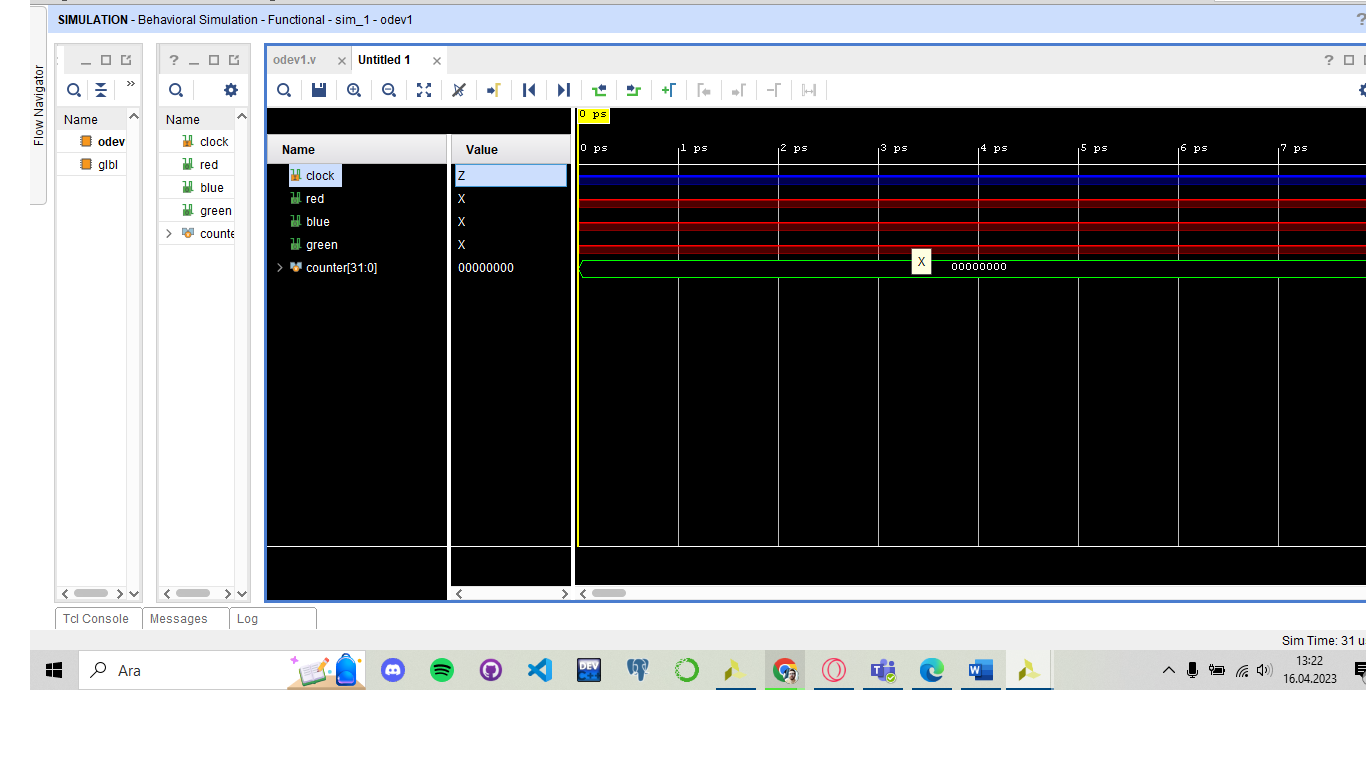 SIMULATION - Behavioral Simulation - Functional - sim_1 - odev1
?
Flow Navigator
?
odev1.v
Untitled 1
?
Name
odev
glbl
Name
clock
red
blue
green
counte
Name
Value
clock
Z
red
X
blue
X
green
X
counter[31:0]
00000000
0 ps
0 ps
1 ps
2 ps
3 ps
4 ps
5 ps
6 ps
7 ps
X
00000000
Tcl Console
Messages
Log
Sim Time: 31 u
Ara
DEV
C++
W
13:22
16.04.2023